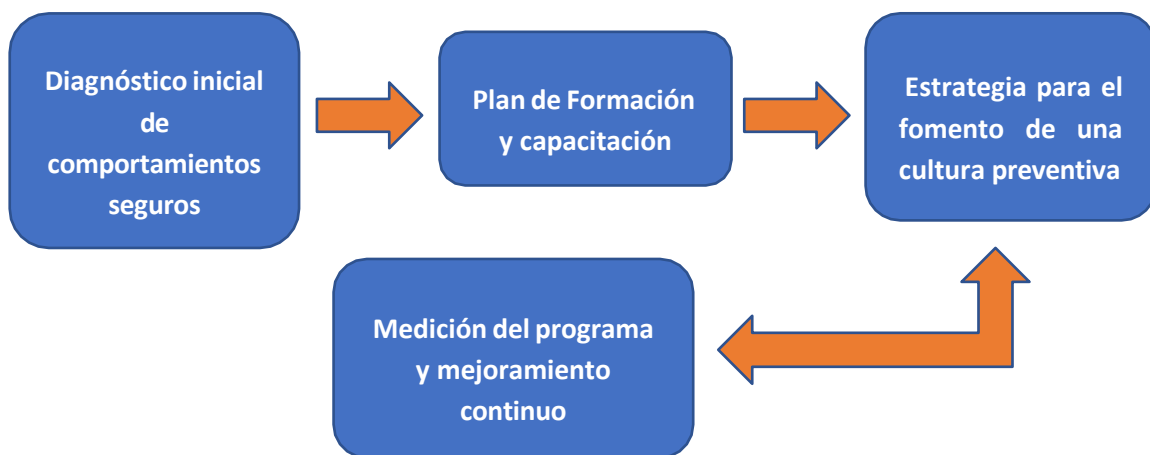 Diagnóstico inicial
de
comportamientos
seguros
Plan de Formación
y capacitación
Estrategia para el
fomento de una
cultura preventiva
Medición del programa
y mejoramiento
continuo